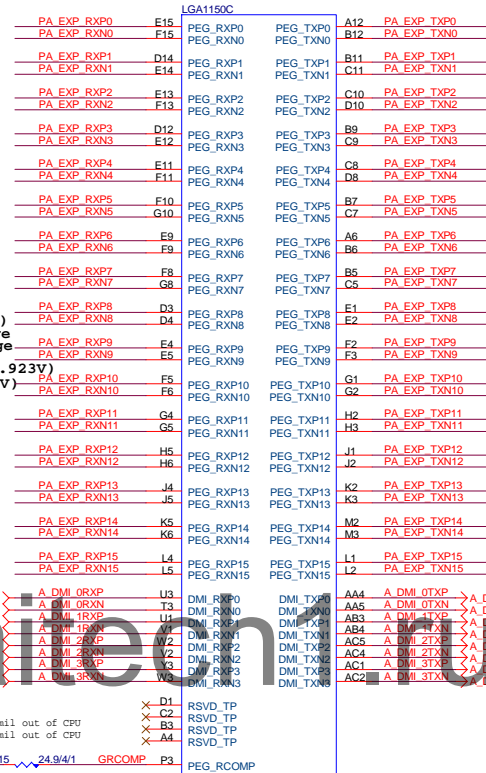 LGA1150C
PA_EXP_RXP0 E15 PEG_RXP0 PEG_TXP0 A12 PA_EXP_TXP0
PA_EXP_RXN0 F15 PEG_RXN0 PEG_TXN0 B12 PA_EXP_TXN0
PA_EXP_RXP1 D14 PEG_RXP1 PEG_TXP1 B11 PA_EXP_TXP1
PA_EXP_RXN1 E14 PEG_RXN1 PEG_TXN1 C11 PA_EXP_TXN1
PA_EXP_RXP2 E13 PEG_RXP2 PEG_TXP2 C10 PA_EXP_TXP2
PA_EXP_RXN2 F13 PEG_RXN2 PEG_TXN2 D10 PA_EXP_TXN2
PA_EXP_RXP3 D12 PEG_RXP3 PEG_TXP3 B9 PA_EXP_TXP3
PA_EXP_RXN3 E12 PEG_RXN3 PEG_TXN3 C9 PA_EXP_TXN3
PA_EXP_RXP4 E11 PEG_RXP4 PEG_TXP4 C8 PA_EXP_TXP4
PA_EXP_RXN4 F11 PEG_RXN4 PEG_TXN4 D8 PA_EXP_TXN4
PA_EXP_RXP5 F10 PEG_RXP5 PEG_TXP5 B7 PA_EXP_TXP5
PA_EXP_RXN5 G10 PEG_RXN5 PEG_TXN5 C7 PA_EXP_TXN5
PA_EXP_RXP6 E9 PEG_RXP6 PEG_TXP6 A6 PA_EXP_TXP6
PA_EXP_RXN6 F9 PEG_RXN6 PEG_TXN6 B6 PA_EXP_TXN6
PA_EXP_RXP7 F8 PEG_RXP7 PEG_TXP7 B5 PA_EXP_TXP7
PA_EXP_RXN7 G8 PEG_RXN7 PEG_TXN7 C5 PA_EXP_TXN7
PA_EXP_RXP8 D3 PEG_RXP8 PEG_TXP8 E1 PA_EXP_TXP8
) PA_EXP_RXN8 D4 PEG_RXN8 PEG_TXN8 E2 PA_EXP_TXN8
PA_EXP_RXP9 E4 PEG_RXP9 PEG_TXP9 F2 PA_EXP_TXP9
PA_EXP_RXN9 E5 PEG_RXN9 PEG_TXN9 F3 PA_EXP_TXN9
.923V)
V)
PA_EXP_RXP10 F5 PEG_RXP10 PEG_TXP10 G1 PA_EXP_TXP10
PA_EXP_RXN10 F6 PEG_RXN10 PEG_TXN10 G2 PA_EXP_TXN10
PA_EXP_RXP11 G4 PEG_RXP11 PEG_TXP11 H2 PA_EXP_TXP11
PA_EXP_RXN11 G5 PEG_RXN11 PEG_TXN11 H3 PA_EXP_TXN11
PA_EXP_RXP12 H5 PEG_RXP12 PEG_TXP12 J1 PA_EXP_TXP12
PA_EXP_RXN12 H6 PEG_RXN12 PEG_TXN12 J2 PA_EXP_TXN12
PA_EXP_RXP13 J4 PEG_RXP13 PEG_TXP13 K2 PA_EXP_TXP13
PA_EXP_RXN13 J5 PEG_RXN13 PEG_TXN13 K3 PA_EXP_TXN13
PA_EXP_RXP14 K5 PEG_RXP14 PEG_TXP14 M2 PA_EXP_TXP14
PA_EXP_RXN14 K6 PEG_RXN14 PEG_TXN14 M3 PA_EXP_TXN14
PA_EXP_RXP15 L4 PEG_RXP15 PEG_TXP15 L1 PA_EXP_TXP15
PA_EXP_RXN15 L5 PEG_RXN15 PEG_TXN15 L2 PA_EXP_TXN15
A_DMI_0RXP U3 DMI_RXP0 DMI_TXP0 AA4 A_DMI_0TXP
A_DMI_0RXN T3 DMI_RXN0 DMI_TXN0 AA5 A_DMI_0TXN
A_DMI_1RXP U1 DMI_RXP1 DMI_TXP1 AB3 A_DMI_1TXP
A_DMI_1RXN V1 DMI_RXN1 DMI_TXN1 AB4 A_DMI_1TXN
A_DMI_2RXP W2 DMI_RXP2 DMI_TXP2 AC5 A_DMI_2TXP
A_DMI_2RXN V2 DMI_RXN2 DMI_TXN2 AC4 A_DMI_2TXN
A_DMI_3RXP Y3 DMI_RXP3 DMI_TXP3 AC1 A_DMI_3TXP
A_DMI_3RXN W3 DMI_RXN3 DMI_TXN3 AC2 A_DMI_3TXN
itech1.ru
D1 RSVD_TP
C2 RSVD_TP
mil out of CPU B3 RSVD_TP
mil out of CPU A4 RSVD_TP
15 24.9/4/1 GRCOMP P3 PEG_RCOMP